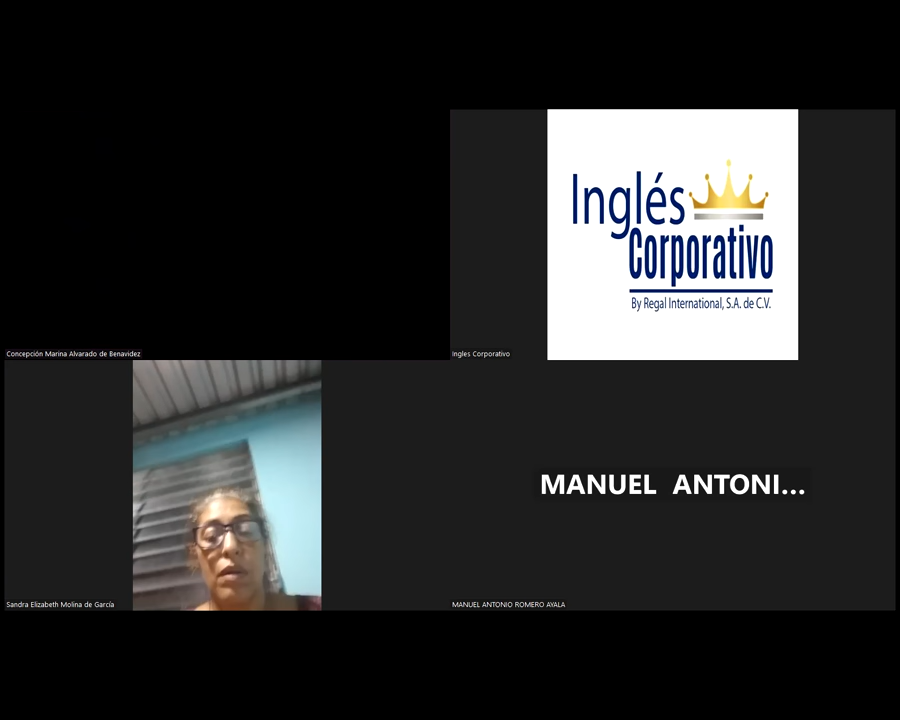 Inglés
Corporativo
By Regal International, S.A. de C.V.
Concepción Marina Alvarado de Benavidez
Ingles Corporativo
MANUEL ANTONI...
Sandra Elizabeth Molina de García
MANUEL ANTONIO ROMERO AYALA